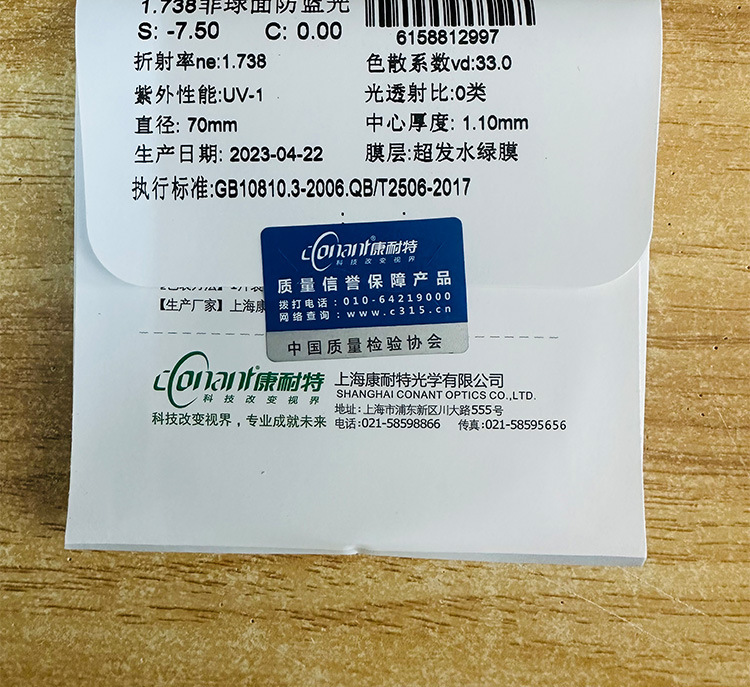 1.738非球面防蓝光
S: -7.50 C: 0.00
6158812997
折射率ne:1.738 色散系数vd:33.0
紫外性能:UV-1 光透射比:0类
直径: 70mm 中心厚度: 1.10mm
生产日期: 2023-04-22 膜层:超发水绿膜
执行标准:GB10810.3-2006.QB/T2506-2017
Conant®康耐特
科技改变视界
质量信誉保障产品
拨打电话:010-64219000
网络查询:www.c315.cn
中国质量检验协会
【生产厂家】上海康
Conant康耐特
科技改变视界
科技改变视界,专业成就未来
上海康耐特光学有限公司
SHANGHAI CONANT OPTICS CO.,LTD.
地址:上海市浦东新区川大路555号
电话:021-58598866 传真:021-58595656